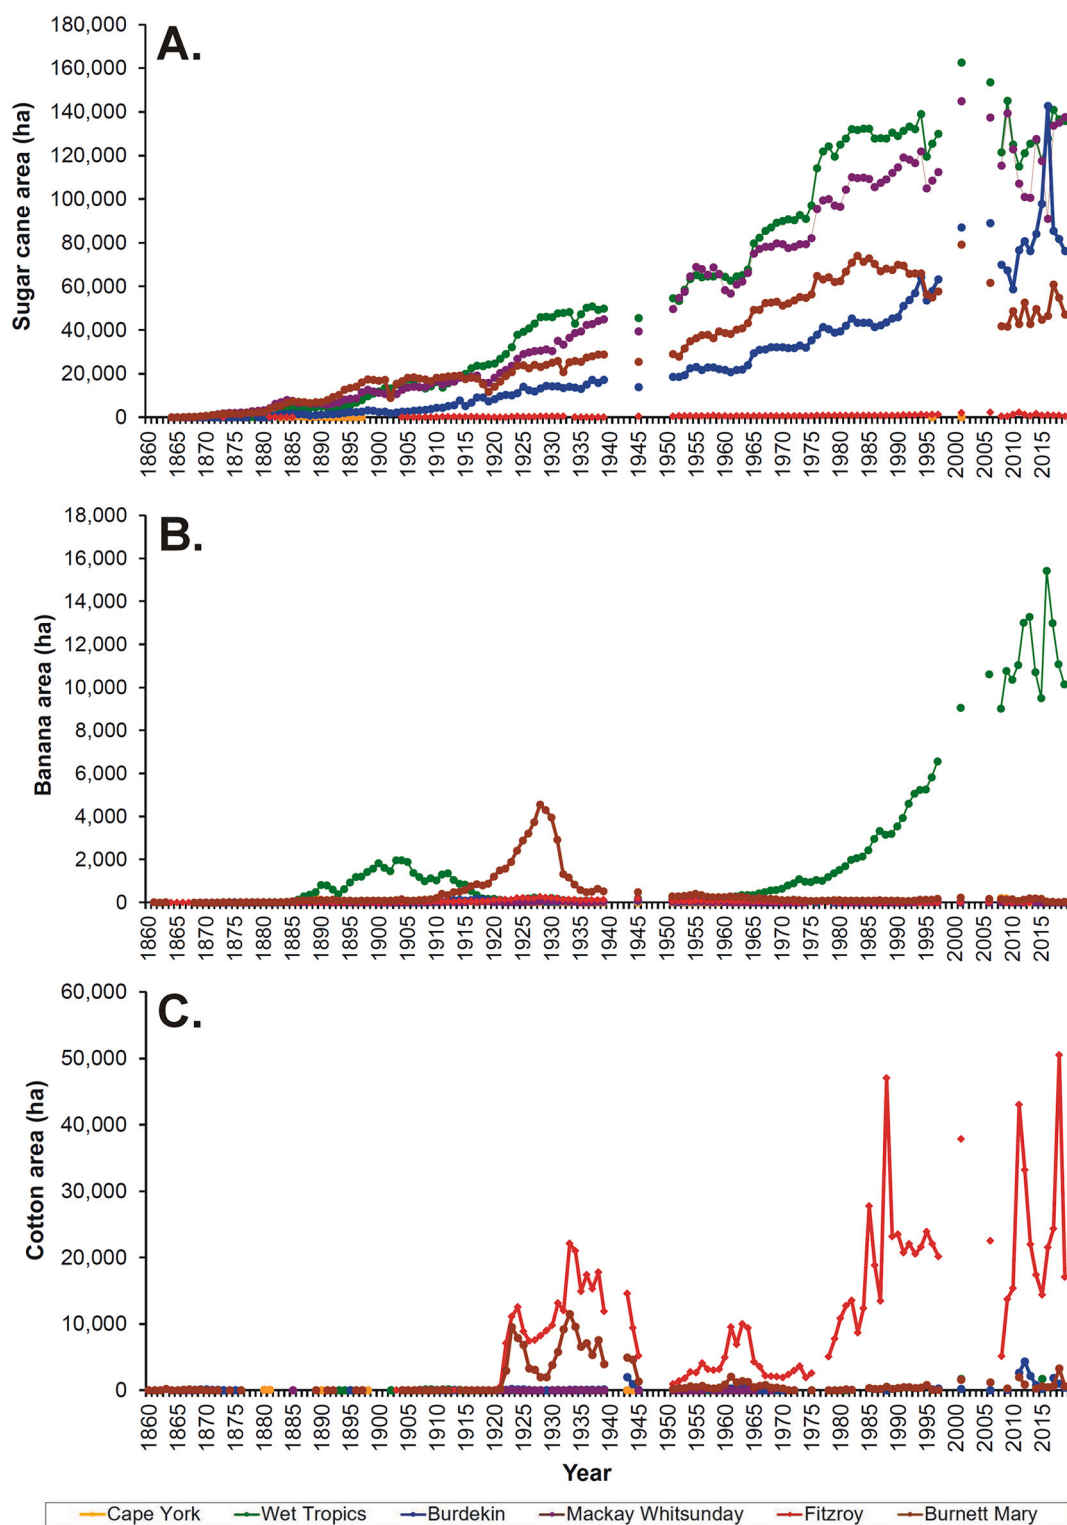 A.
Sugar cane area (ha)
180,000
160,000
140,000
120,000
100,000
80,000
60,000
40,000
20,000
0
1860 1865 1870 1875 1880 1885 1890 1895 1900 1905 1910 1915 1920 1925 1930 1935 1940 1945 1950 1955 1960 1965 1970 1975 1980 1985 1990 1995 2000 2005 2010 2015
B.
Banana area (ha)
18,000
16,000
14,000
12,000
10,000
8,000
6,000
4,000
2,000
0
1860 1865 1870 1875 1880 1885 1890 1895 1900 1905 1910 1915 1920 1925 1930 1935 1940 1945 1950 1955 1960 1965 1970 1975 1980 1985 1990 1995 2000 2005 2010 2015
C.
Cotton area (ha)
60,000
50,000
40,000
30,000
20,000
10,000
0
1860 1865 1870 1875 1880 1885 1890 1895 1900 1905 1910 1915 1920 1925 1930 1935 1940 1945 1950 1955 1960 1965 1970 1975 1980 1985 1990 1995 2000 2005 2010 2015
Year
Cape York Wet Tropics Burdekin Mackay Whitsunday Fitzroy Burnett Mary